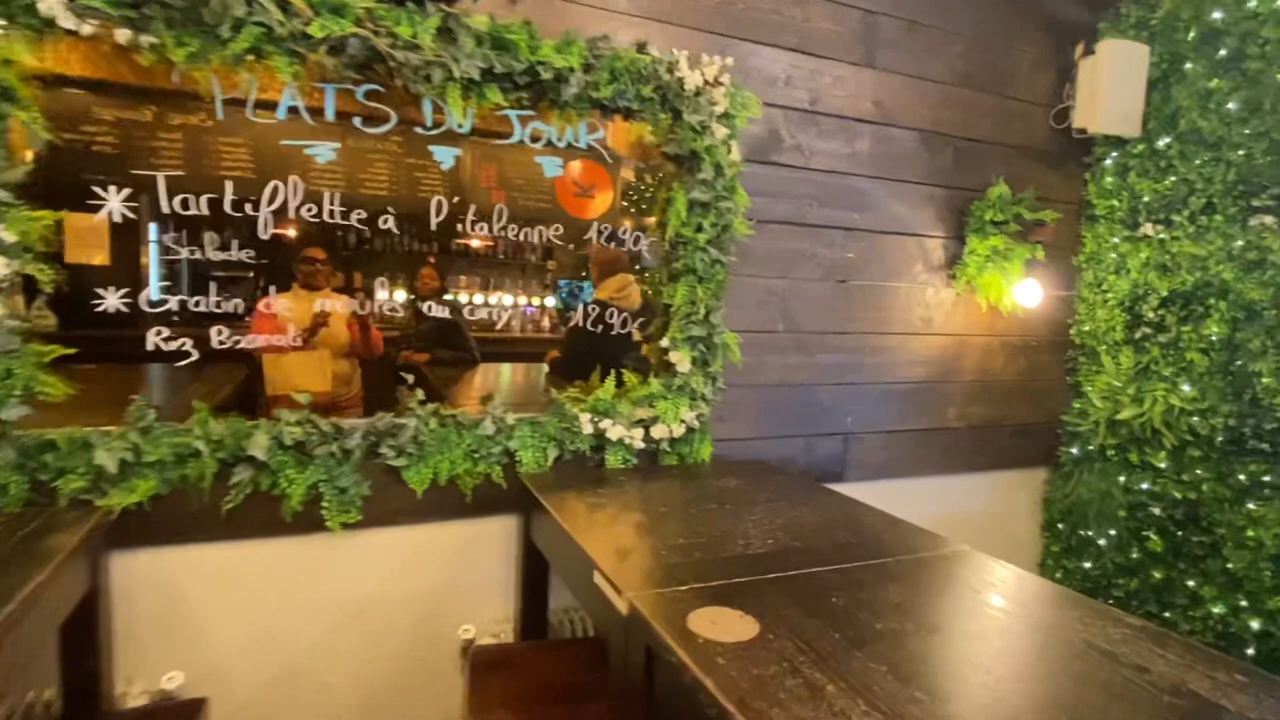 PLATS DU JOUR
Tartiflette à l'italienne. 12,90€
Salade
Gratin de moules au curry 12,90€
Riz Basmati
K